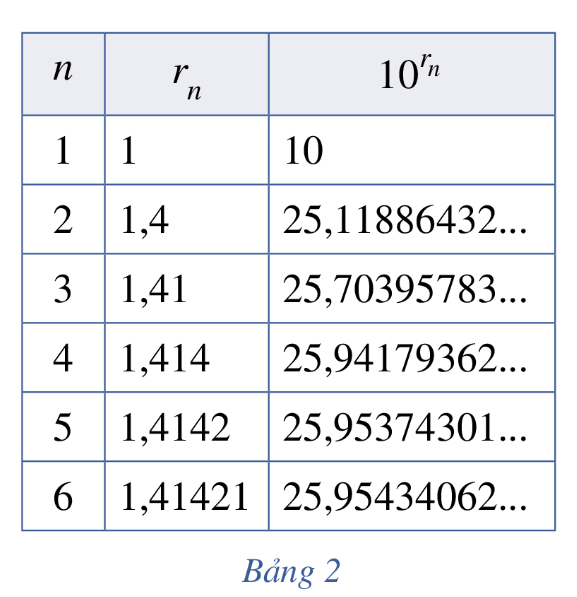 n r_n 10^{r_n}
1 1 10
2 1,4 25,11886432...
3 1,41 25,70395783...
4 1,414 25,94179362...
5 1,4142 25,95374301...
6 1,41421 25,95434062...
Bảng 2